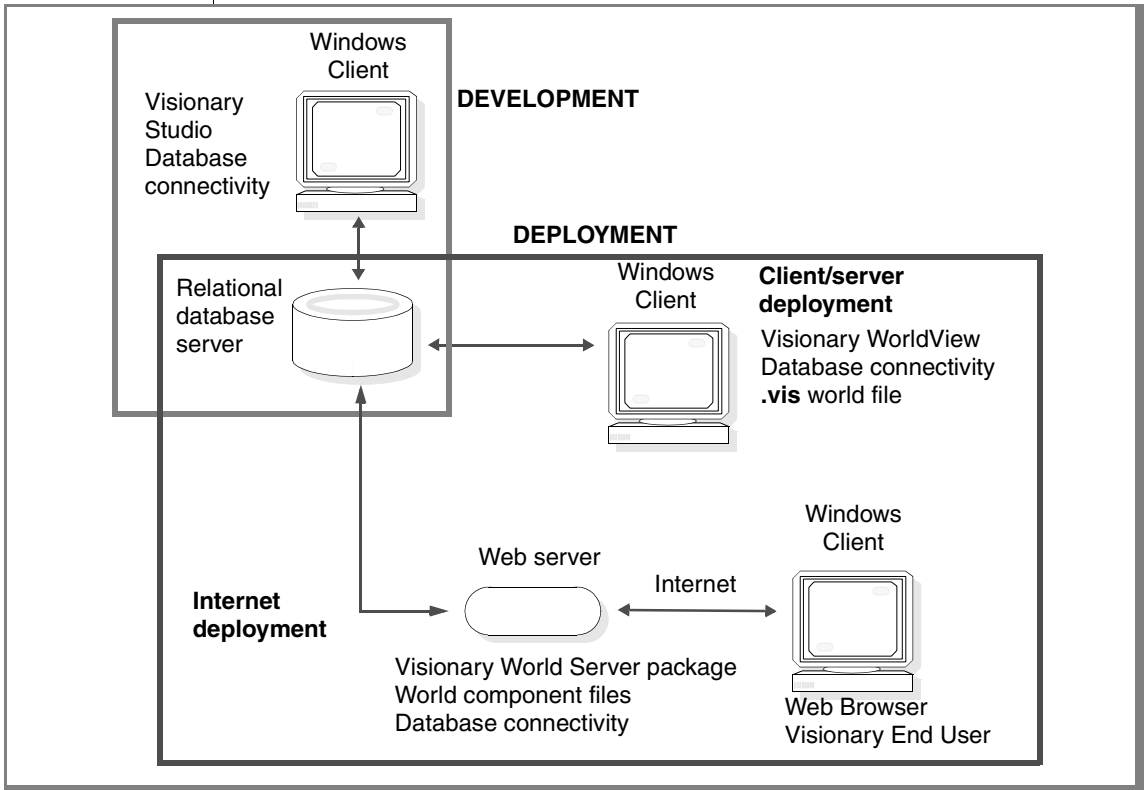 Windows
Client
Visionary
Studio
Database
connectivity
DEVELOPMENT
DEPLOYMENT
Relational
database
server
Windows
Client
Client/server
deployment
Visionary WorldView
Database connectivity
.vis world file
Internet
deployment
Web server
Visionary World Server package
World component files
Database connectivity
Internet
Windows
Client
Web Browser
Visionary End User